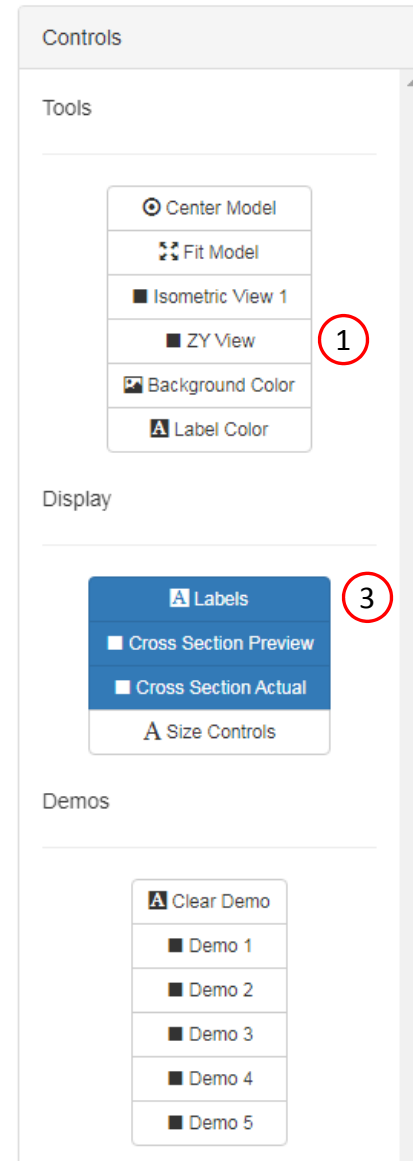 Controls
Tools
Center Model
Fit Model
Isometric View 1
ZY View
1
Background Color
A Label Color
Display
A Labels
3
Cross Section Preview
Cross Section Actual
A Size Controls
Demos
A Clear Demo
Demo 1
Demo 2
Demo 3
Demo 4
Demo 5